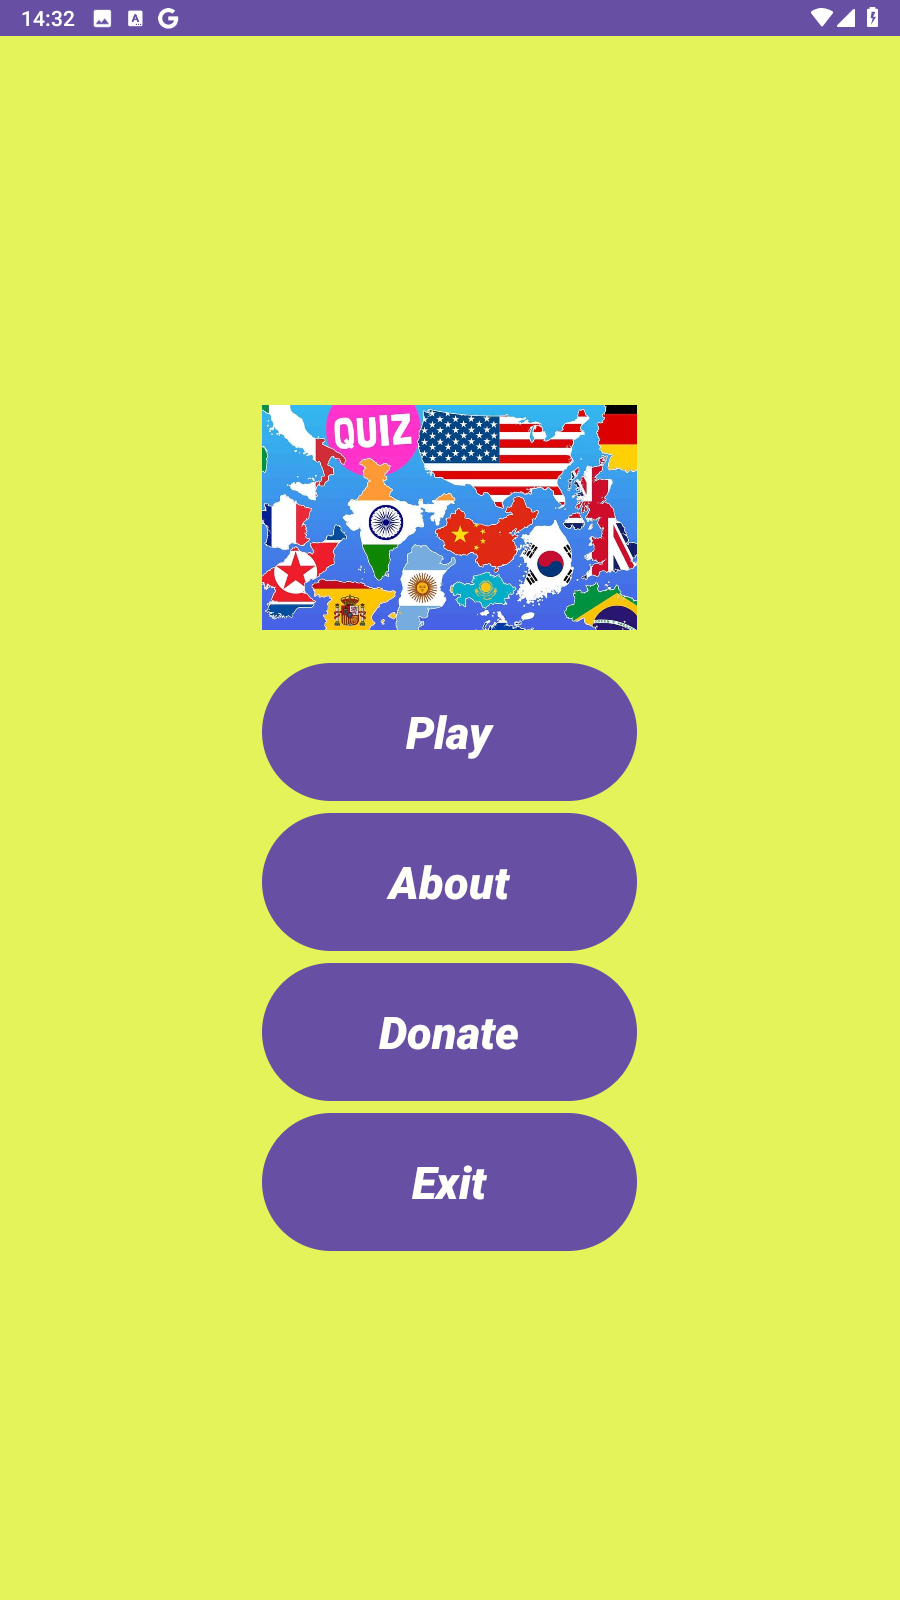 14:32
QUIZ
Play
About
Donate
Exit